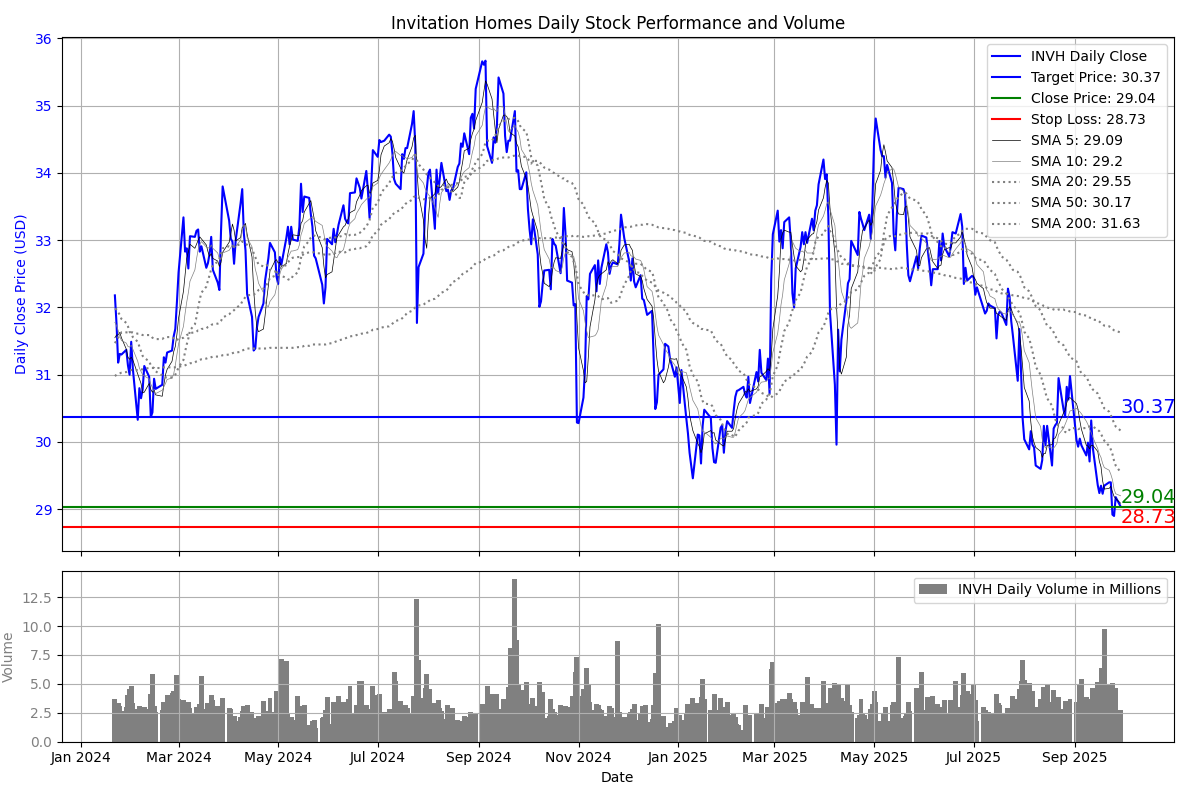 Invitation Homes Daily Stock Performance and Volume
Daily Close Price (USD)
36
35
34
33
32
31
30
29
INVH Daily Close
Target Price: 30.37
Close Price: 29.04
Stop Loss: 28.73
SMA 5: 29.09
SMA 10: 29.2
SMA 20: 29.55
SMA 50: 30.17
SMA 200: 31.63
30.37
29.04
28.73
Volume
12.5
10.0
7.5
5.0
2.5
0.0
INVH Daily Volume in Millions
Jan 2024 Mar 2024 May 2024 Jul 2024 Sep 2024 Nov 2024 Jan 2025 Mar 2025 May 2025 Jul 2025 Sep 2025
Date